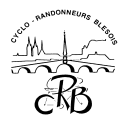 CYCLO - RANDONNEURS BLESOIS
CRB